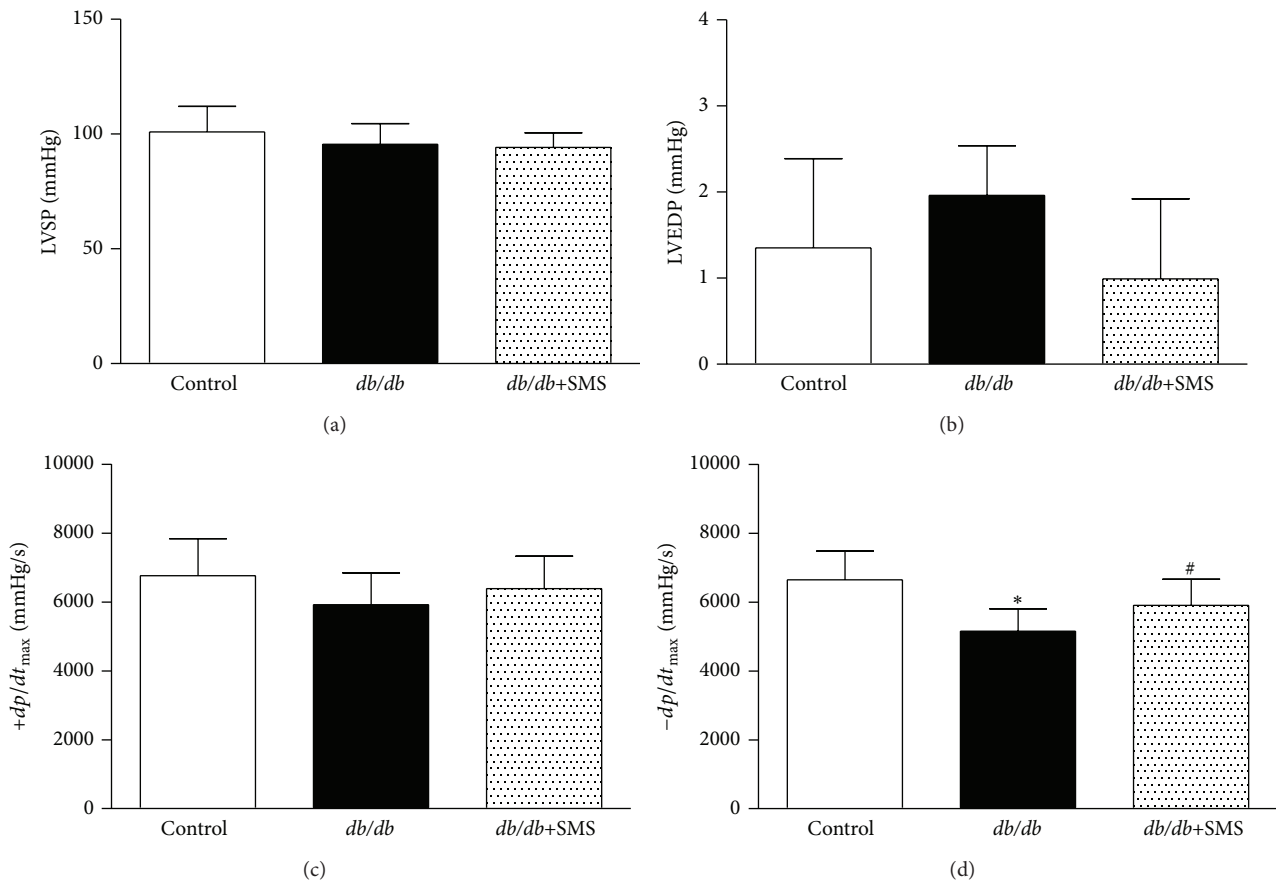 150
100
50
0
LVSP (mmHg)
Control
db/db
db/db+SMS
(a)
4
3
2
1
0
LVEDP (mmHg)
Control
db/db
db/db+SMS
(b)
10000
8000
6000
4000
2000
0
+dp/dtmax (mmHg/s)
Control
db/db
db/db+SMS
(c)
10000
8000
6000
4000
2000
0
−dp/dtmax (mmHg/s)
*
#
Control
db/db
db/db+SMS
(d)